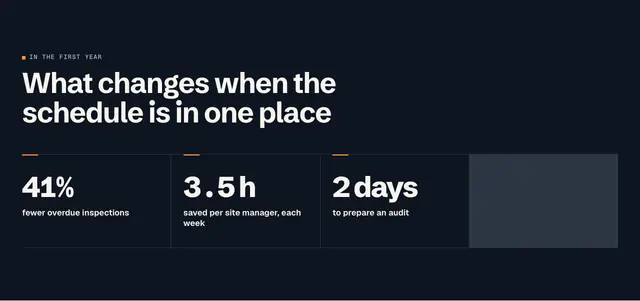 IN THE FIRST YEAR
What changes when the
schedule is in one place
41%
fewer overdue inspections
3.5h
saved per site manager, each
week
2 days
to prepare an audit